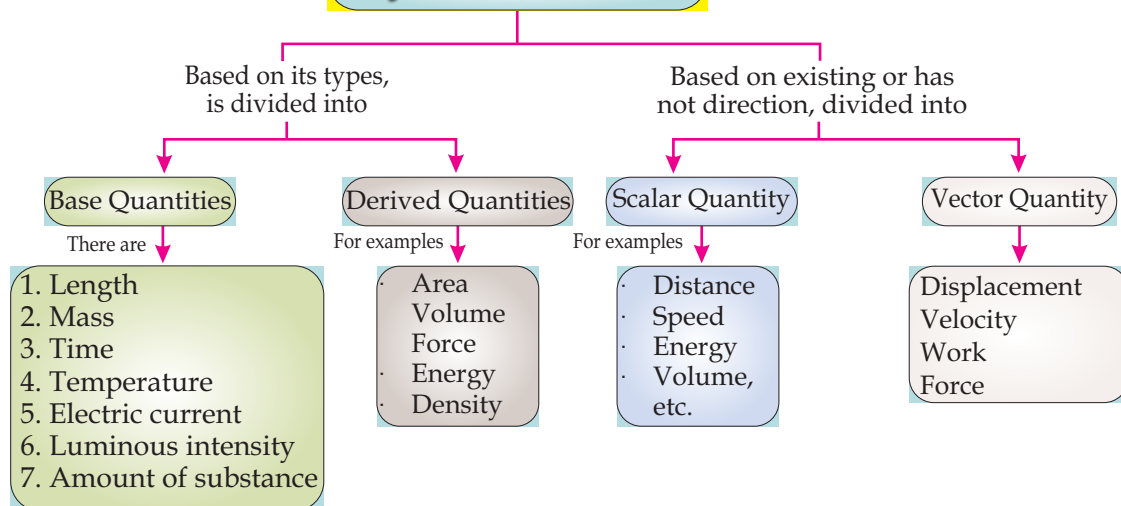 Based on its types,
is divided into
Based on existing or has
not direction, divided into
Base Quantities
Derived Quantities
Scalar Quantity
Vector Quantity
There are
For examples
For examples
1. Length
2. Mass
3. Time
4. Temperature
5. Electric current
6. Luminous intensity
7. Amount of substance
· Area
Volume
Force
· Energy
· Density
· Distance
· Speed
· Energy
· Volume,
etc.
Displacement
Velocity
Work
Force